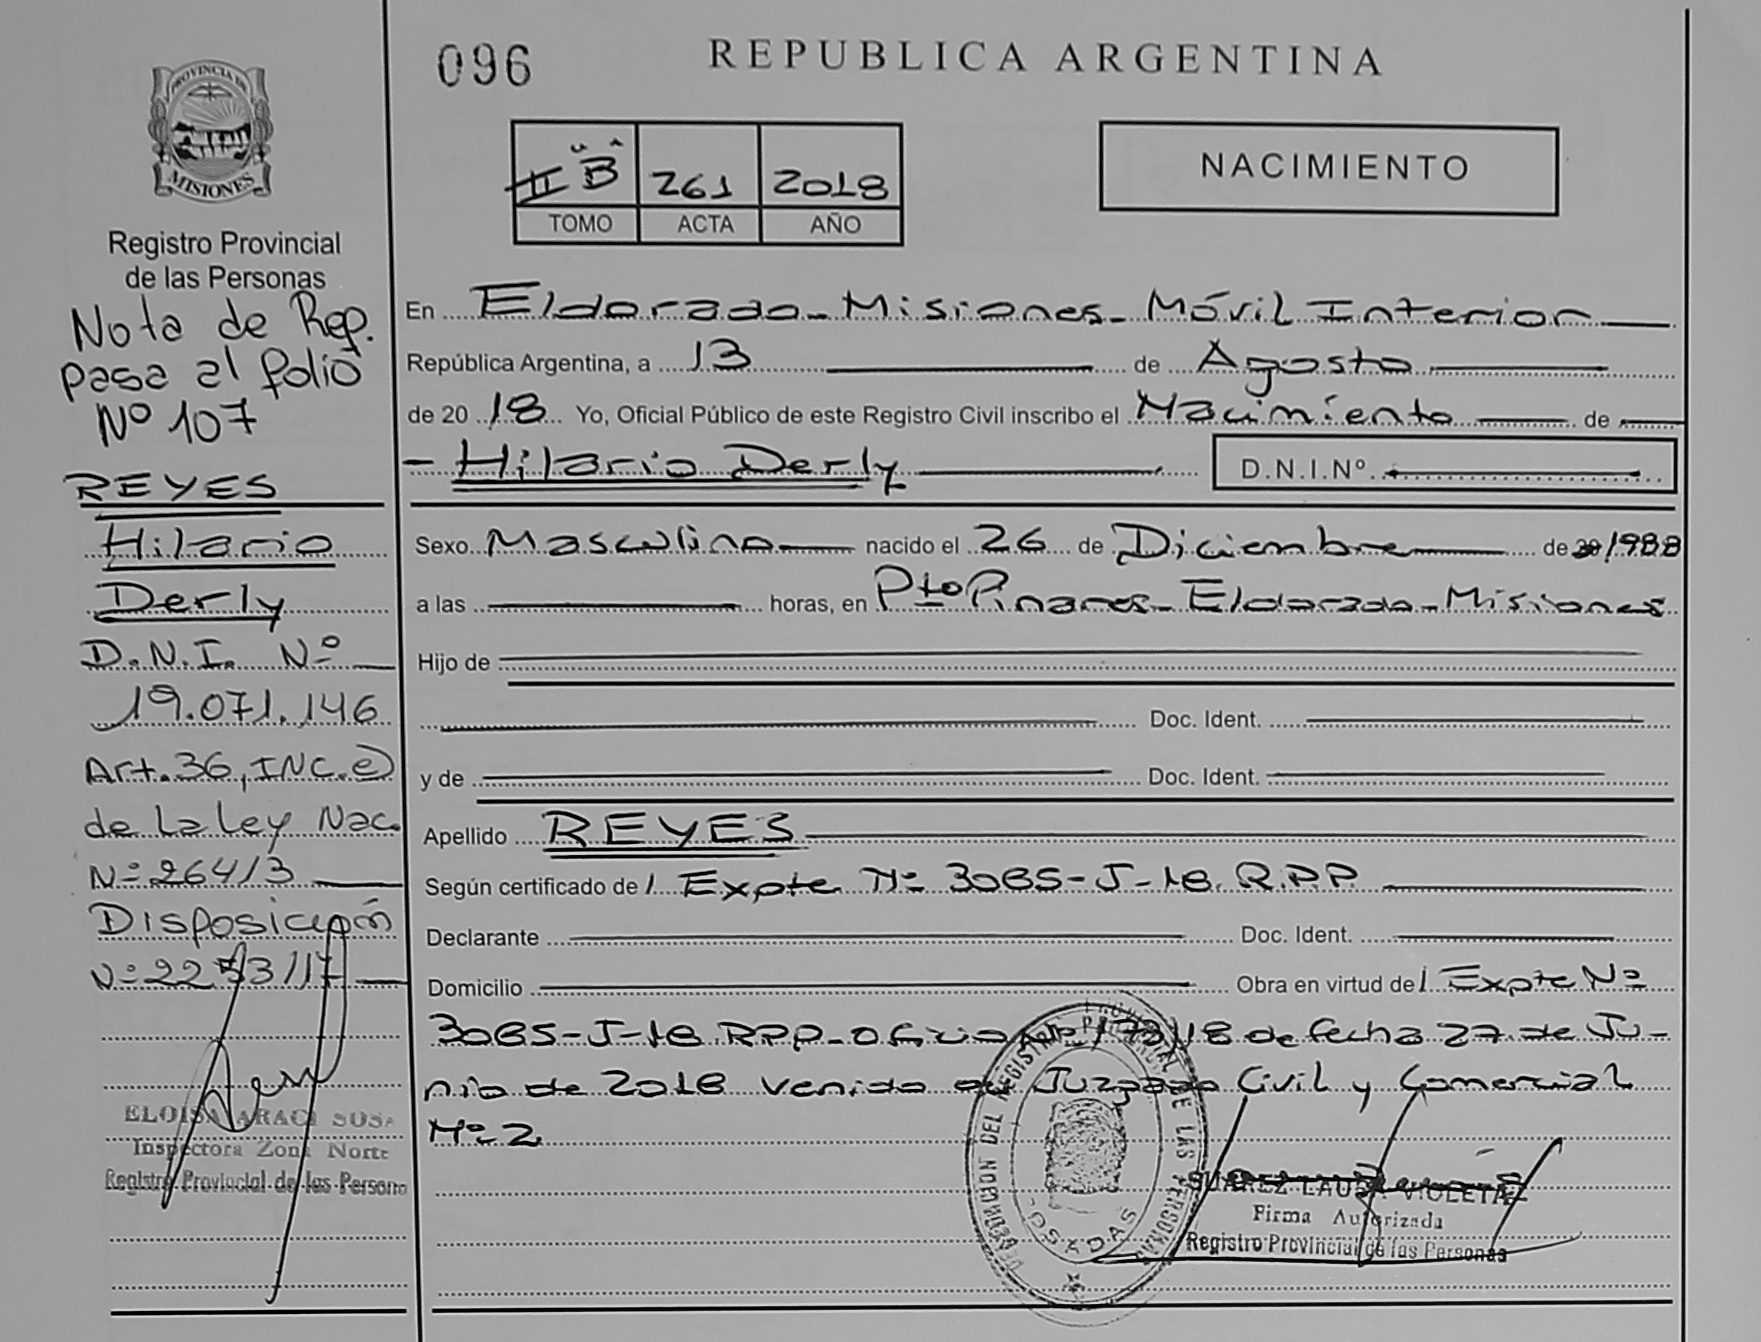 096
REPUBLICA ARGENTINA
PROVINCIA DE
MISIONES
II "B"
261
2018
TOMO
ACTA
AÑO
NACIMIENTO
Registro Provincial
de las Personas
Nota de Rep.
pasa al folio
Nº 107
REYES
Hilario
Derly
D.N.I. Nº
19.071.146
Art. 36, INC. e)
de la Ley Nac.
Nº 26413
Disposición
Nº 2253/17
ELOISA ARACI SOSA
Inspectora Zona Norte
Registro Provincial de las Persona
En Eldorado - Misiones - Móvil Interior
República Argentina, a 13 de Agosto
de 2018 Yo, Oficial Público de este Registro Civil inscribo el Nacimiento de
Hilario Derly
D.N.I.Nº
Sexo Masculino nacido el 26 de Diciembre de 1988
a las horas, en Pto Pinares - Eldorado - Misiones
Hijo de
Doc. Ident.
y de Doc. Ident.
Apellido REYES
Según certificado de / Expte Nº 3085-J-18. R.P.P.
Declarante Doc. Ident.
Domicilio Obra en virtud de / Expte Nº
3085-J-18 RPP - Oficio Nº /18 de fecha 27 de Ju-
nio de 2018 venido del Juzgado Civil y Comercial
Nº 2
DEL REGISTRO PROVINCIAL DE LAS PERSONAS
POSADAS
SUAREZ LAURA VIOLETA
Firma Autorizada
Registro Provincial de las Personas